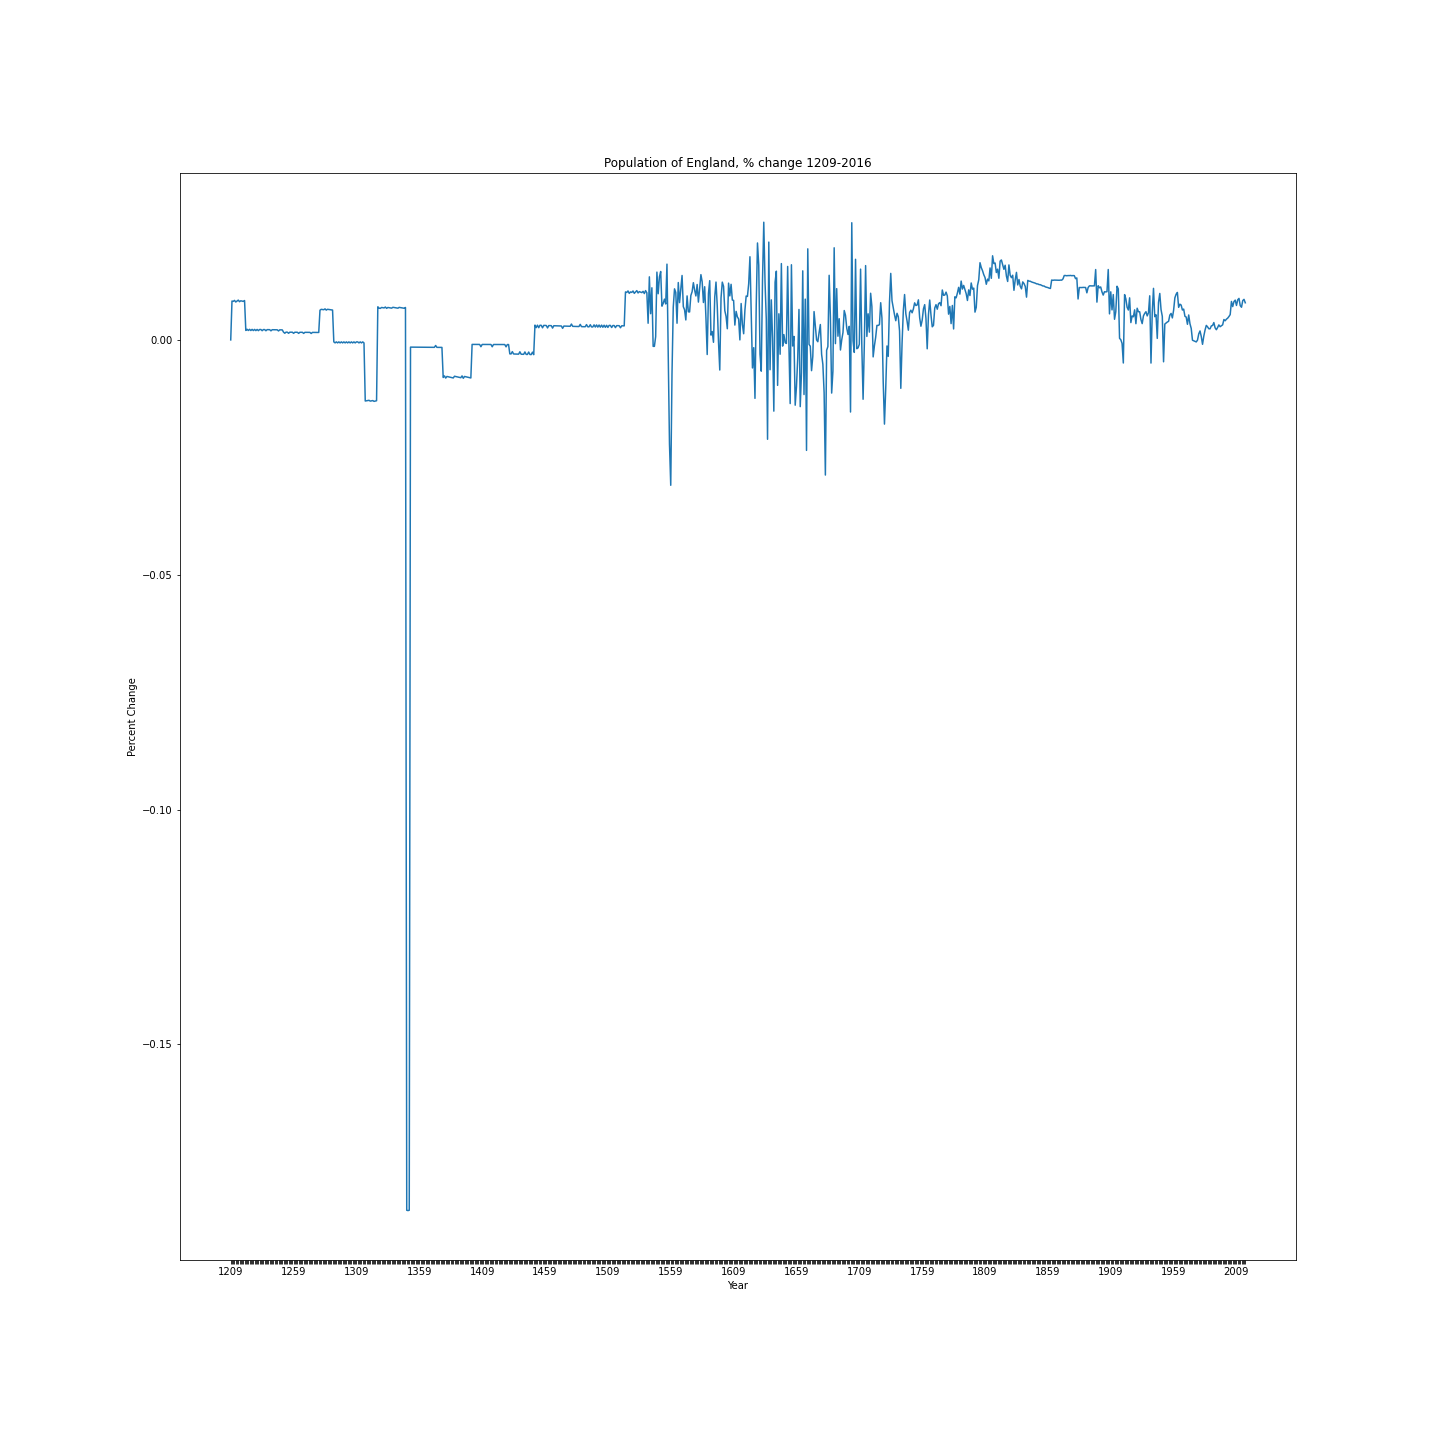 Population of England, % change 1209-2016
0.00
−0.05
−0.10
−0.15
Percent Change
1209 1259 1309 1359 1409 1459 1509 1559 1609 1659 1709 1759 1809 1859 1909 1959 2009
Year